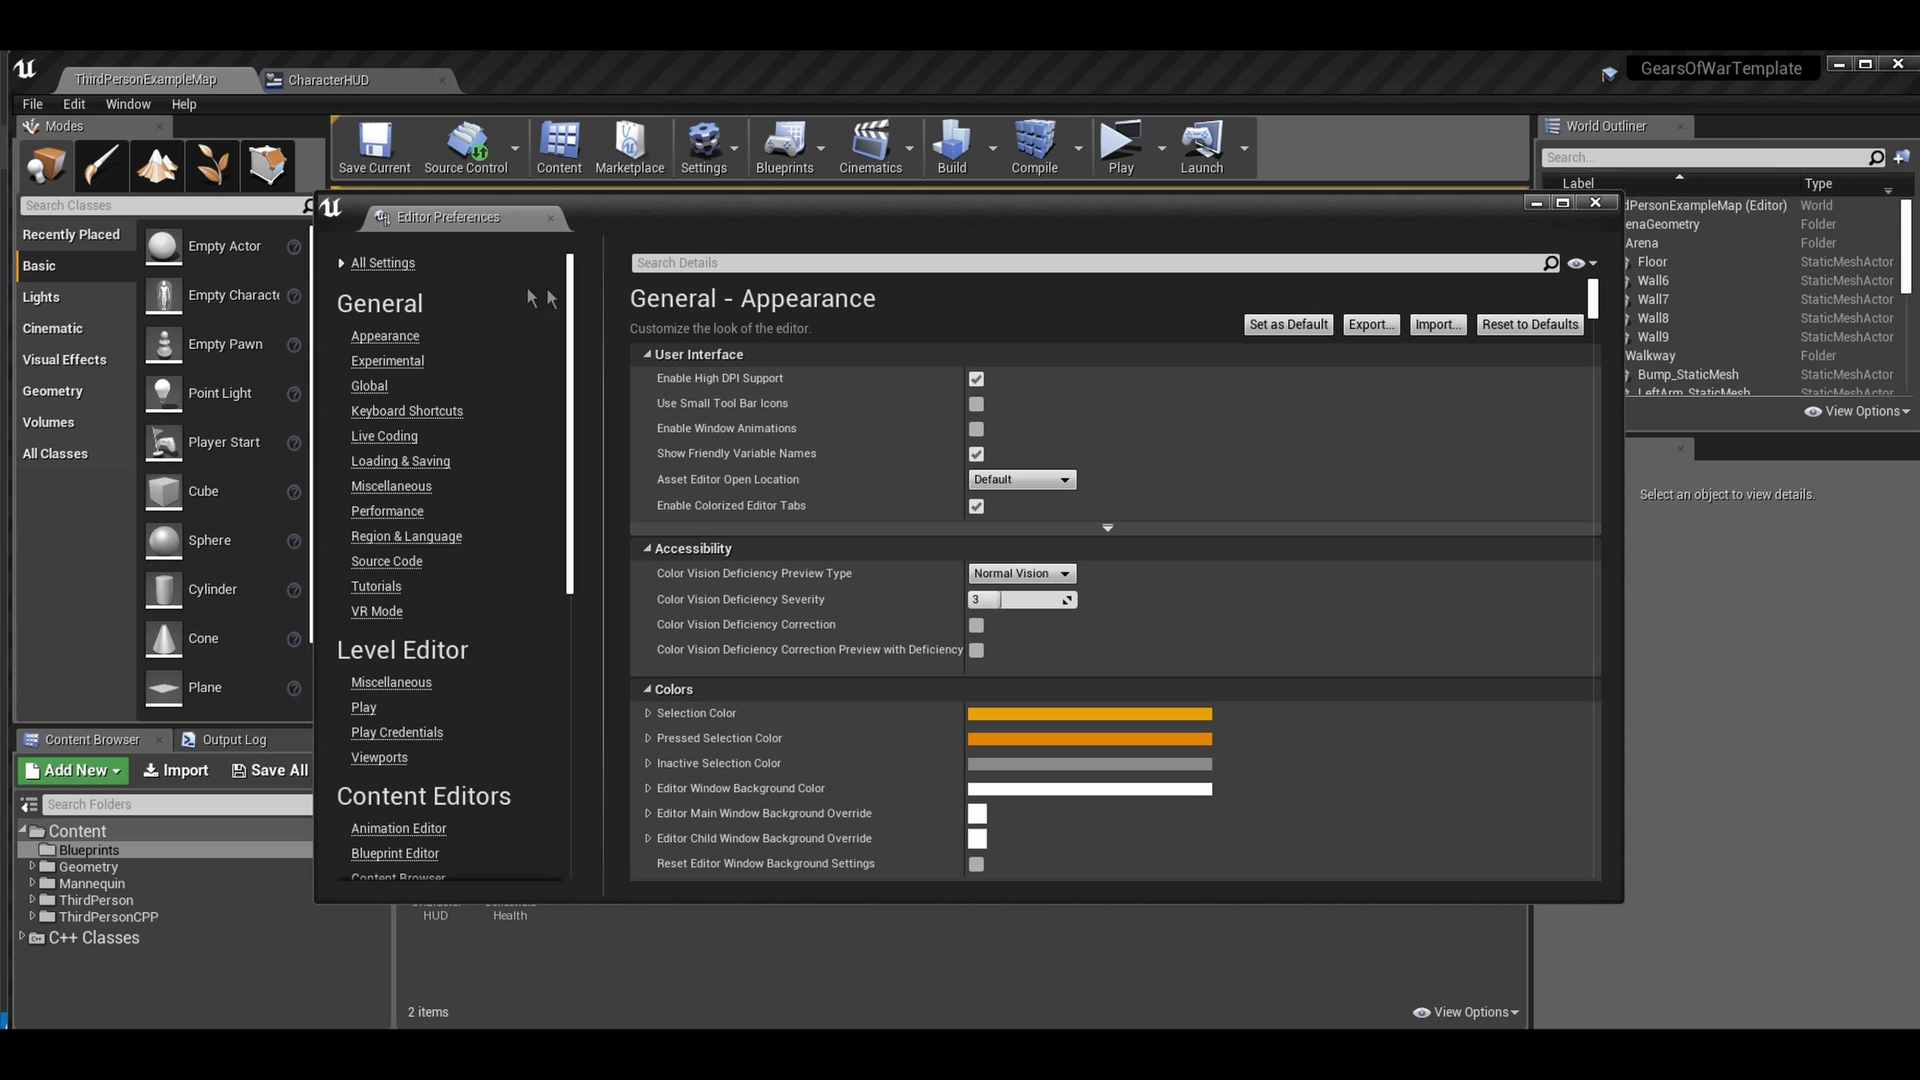 ThirdPersonExampleMap
CharacterHUD
GearsOfWarTemplate
File Edit Window Help
Modes
Save Current
Source Control
Content
Marketplace
Settings
Blueprints
Cinematics
Build
Compile
Play
Launch
World Outliner
Search...
Label Type
Search Classes
Recently Placed
Basic
Lights
Cinematic
Visual Effects
Geometry
Volumes
All Classes
Empty Actor
Empty Characte
Empty Pawn
Point Light
Player Start
Cube
Sphere
Cylinder
Cone
Plane
Editor Preferences
All Settings
General
Appearance
Experimental
Global
Keyboard Shortcuts
Live Coding
Loading & Saving
Miscellaneous
Performance
Region & Language
Source Code
Tutorials
VR Mode
Level Editor
Miscellaneous
Play
Play Credentials
Viewports
Content Editors
Animation Editor
Blueprint Editor
Content Browser
Search Details
General - Appearance
Customize the look of the editor.
Set as Default
Export...
Import...
Reset to Defaults
User Interface
Enable High DPI Support
Use Small Tool Bar Icons
Enable Window Animations
Show Friendly Variable Names
Asset Editor Open Location Default
Enable Colorized Editor Tabs
Accessibility
Color Vision Deficiency Preview Type Normal Vision
Color Vision Deficiency Severity 3
Color Vision Deficiency Correction
Color Vision Deficiency Correction Preview with Deficiency
Colors
Selection Color
Pressed Selection Color
Inactive Selection Color
Editor Window Background Color
Editor Main Window Background Override
Editor Child Window Background Override
Reset Editor Window Background Settings
dPersonExampleMap (Editor) World
enaGeometry Folder
Arena Folder
Floor StaticMeshActor
Wall6 StaticMeshActor
Wall7 StaticMeshActor
Wall8 StaticMeshActor
Wall9 StaticMeshActor
Walkway Folder
Bump_StaticMesh StaticMeshActor
LeftArm_StaticMesh StaticMeshActor
View Options
Select an object to view details.
Content Browser
Output Log
Add New
Import
Save All
Search Folders
Content
Blueprints
Geometry
Mannequin
ThirdPerson
ThirdPersonCPP
C++ Classes
Character
HUD
Health
2 items
View Options